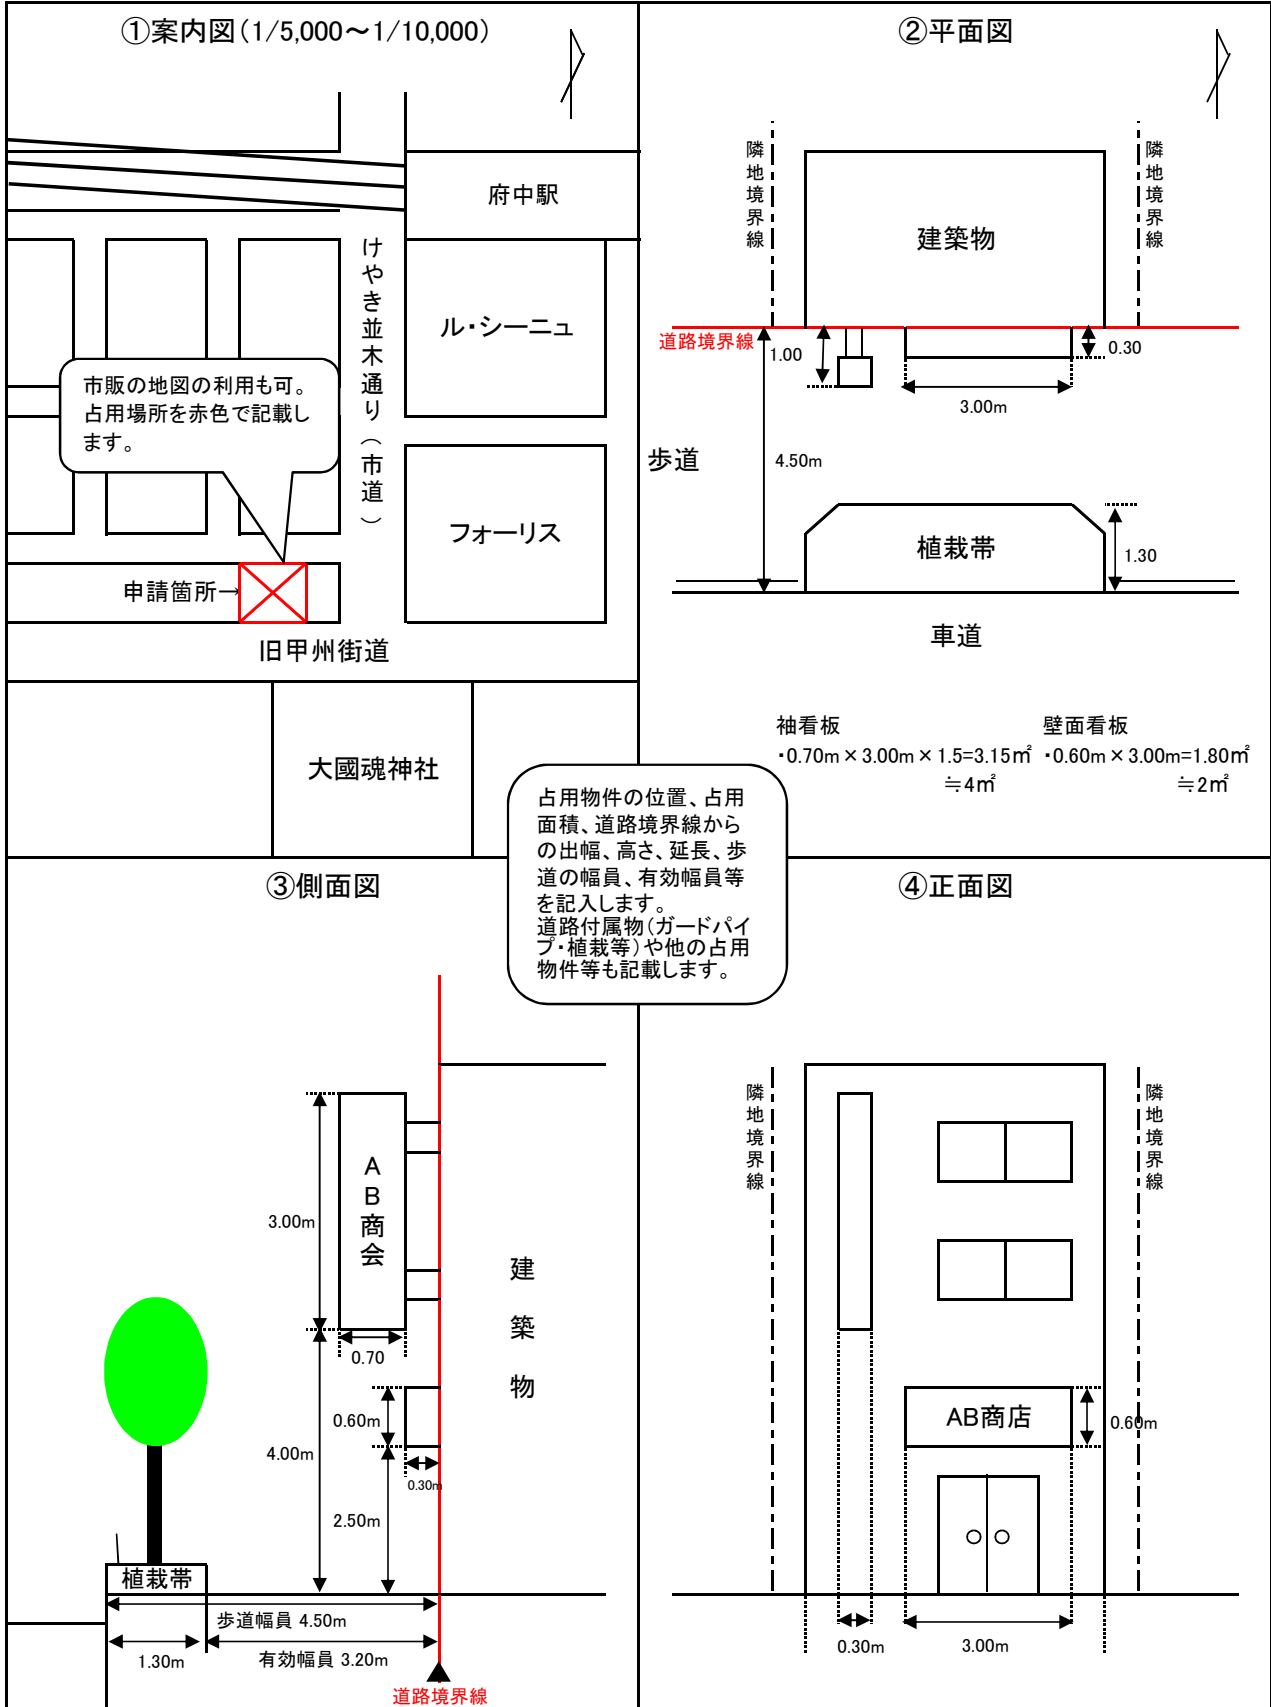 ①案内図(1/5,000～1/10,000)
府中駅
けやき並木通り(市道)
ル・シーニュ
市販の地図の利用も可。
占用場所を赤色で記載し
ます。
フォーリス
申請箇所→
旧甲州街道
大國魂神社
②平面図
隣地境界線
隣地境界線
建築物
道路境界線
1.00
0.30
3.00m
歩道
4.50m
植栽帯
1.30
車道
袖看板
・0.70m×3.00m×1.5=3.15㎡
≒4㎡
壁面看板
・0.60m×3.00m=1.80㎡
≒2㎡
占用物件の位置、占用
面積、道路境界線から
の出幅、高さ、延長、歩
道の幅員、有効幅員等
を記入します。
道路付属物(ガードパイ
プ・植栽等)や他の占用
物件等も記載します。
③側面図
AB商会
3.00m
建築物
0.70
0.60m
4.00m
0.30m
2.50m
植栽帯
歩道幅員 4.50m
1.30m
有効幅員 3.20m
道路境界線
④正面図
隣地境界線
隣地境界線
AB商店
0.60m
0.30m
3.00m